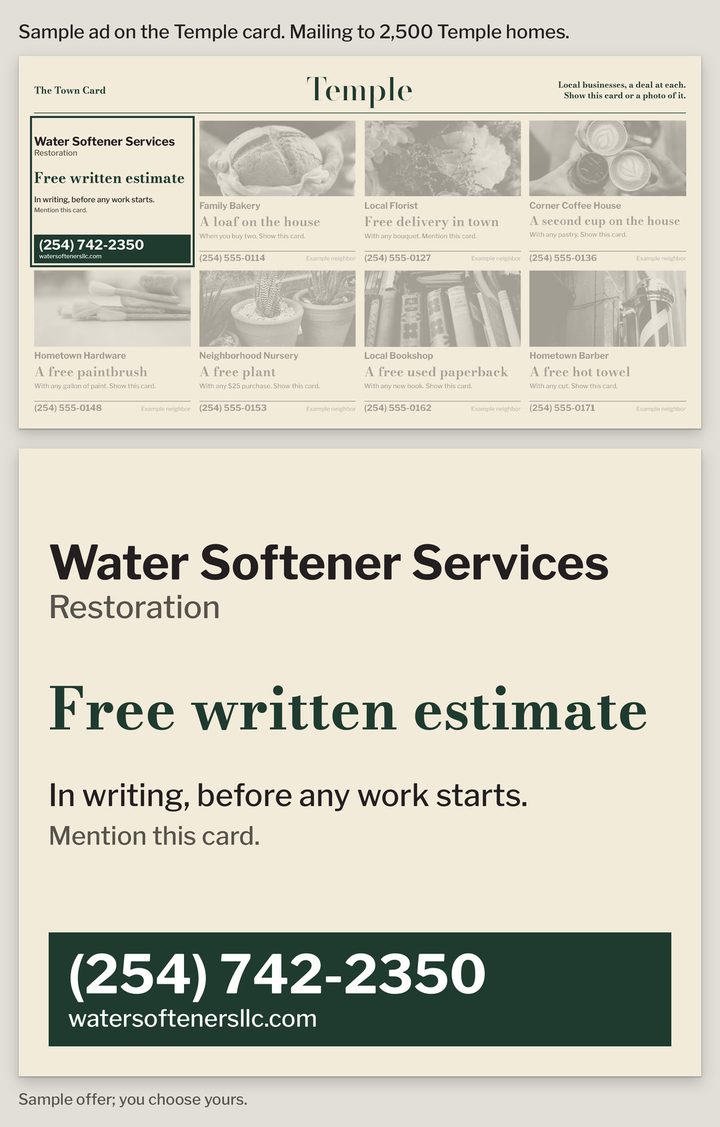 Sample ad on the Temple card. Mailing to 2,500 Temple homes.
The Town Card
Temple
Local businesses, a deal at each.
Show this card or a photo of it.
Water Softener Services
Restoration
Free written estimate
In writing, before any work starts.
Mention this card.
(254) 742-2350
watersoftenersllc.com
Family Bakery
A loaf on the house
When you buy two. Show this card.
(254) 555-0114
Example neighbor
Local Florist
Free delivery in town
With any bouquet. Mention this card.
(254) 555-0127
Example neighbor
Corner Coffee House
A second cup on the house
With any pastry. Show this card.
(254) 555-0136
Example neighbor
Hometown Hardware
A free paintbrush
With any gallon of paint. Show this card.
(254) 555-0148
Example neighbor
Neighborhood Nursery
A free plant
With any $25 purchase. Show this card.
(254) 555-0153
Example neighbor
Local Bookshop
A free used paperback
With any new book. Show this card.
(254) 555-0162
Example neighbor
Hometown Barber
A free hot towel
With any cut. Show this card.
(254) 555-0171
Example neighbor
Water Softener Services
Restoration
Free written estimate
In writing, before any work starts.
Mention this card.
(254) 742-2350
watersoftenersllc.com
Sample offer; you choose yours.